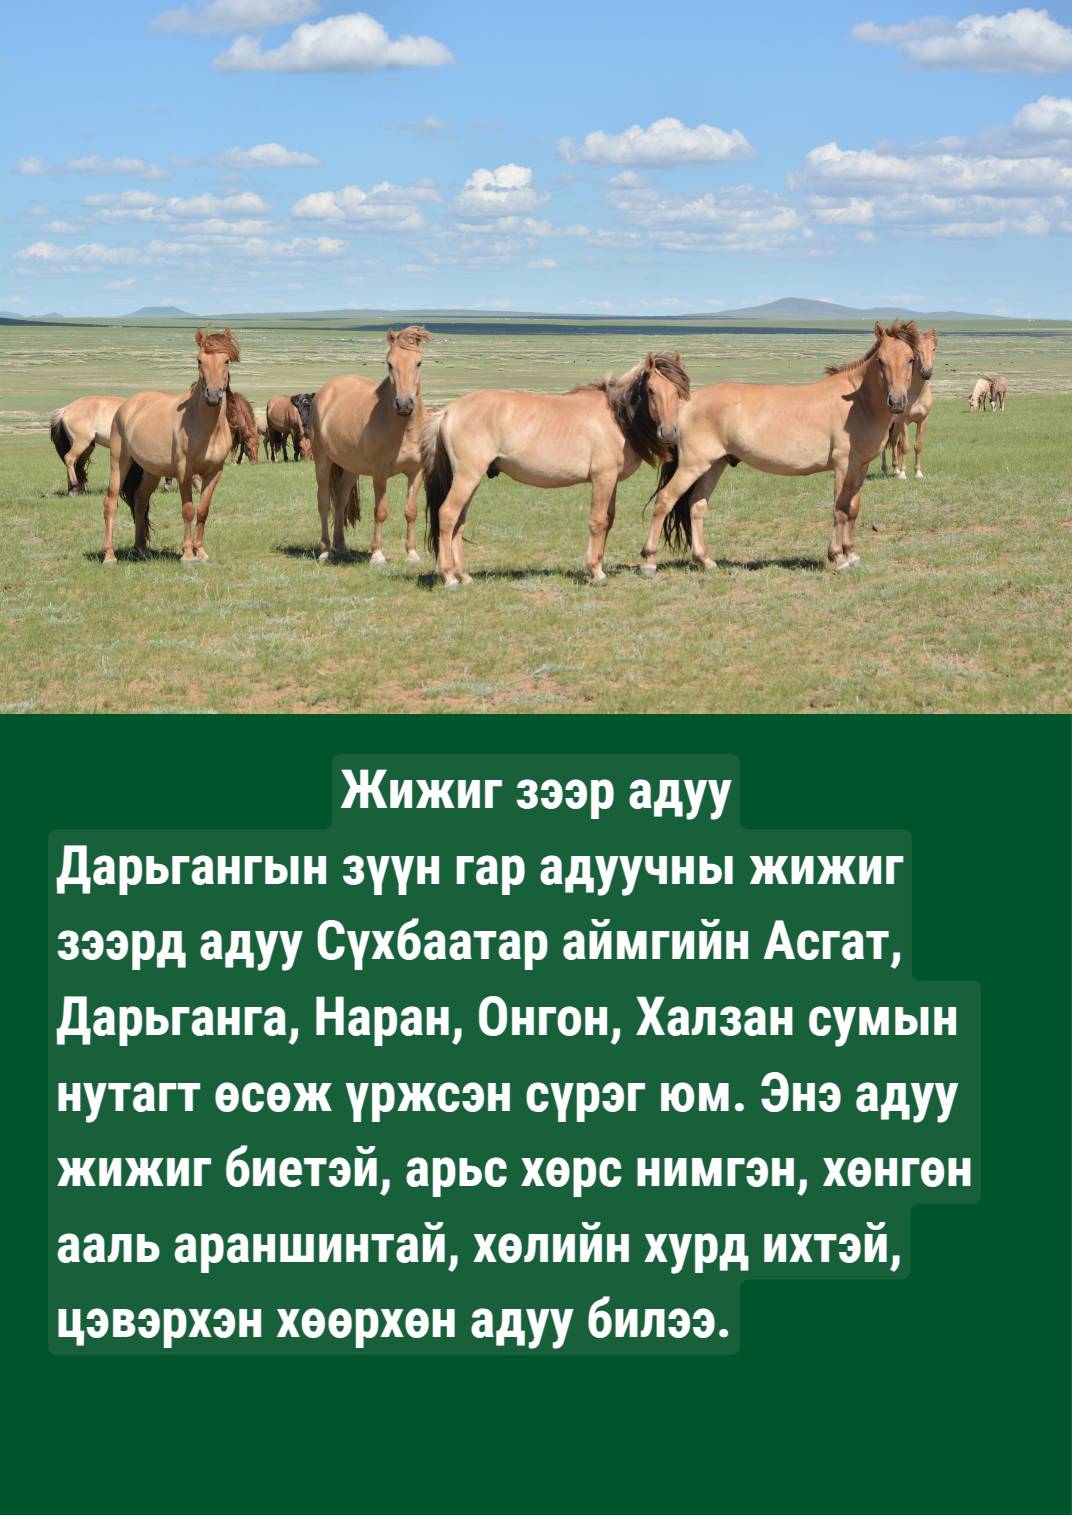 Жижиг зээр адуу
Дарьгангын зүүн гар адуучны жижиг
зээрд адуу Сүхбаатар аймгийн Асгат,
Дарьганга, Наран, Онгон, Халзан сумын
нутагт өсөж үржсэн сүрэг юм. Энэ адуу
жижиг биетэй, арьс хөрс нимгэн, хөнгөн
ааль араншинтай, хөлийн хурд ихтэй,
цэвэрхэн хөөрхөн адуу билээ.